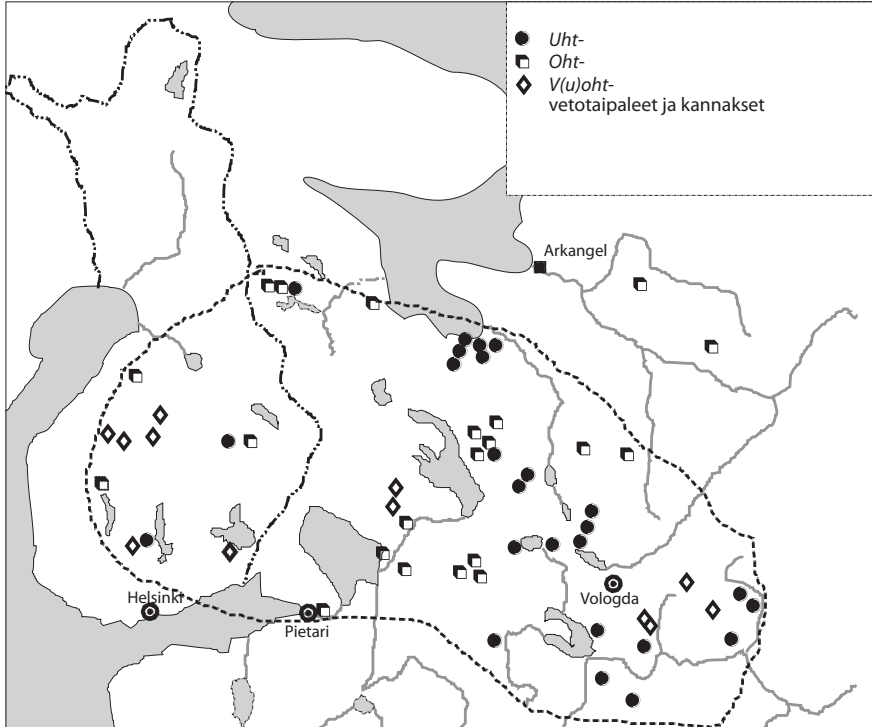 Uht-
Oht-
V(u)oht-
vetotaipaleet ja kannakset
Arkangel
Helsinki
Pietari
Vologda